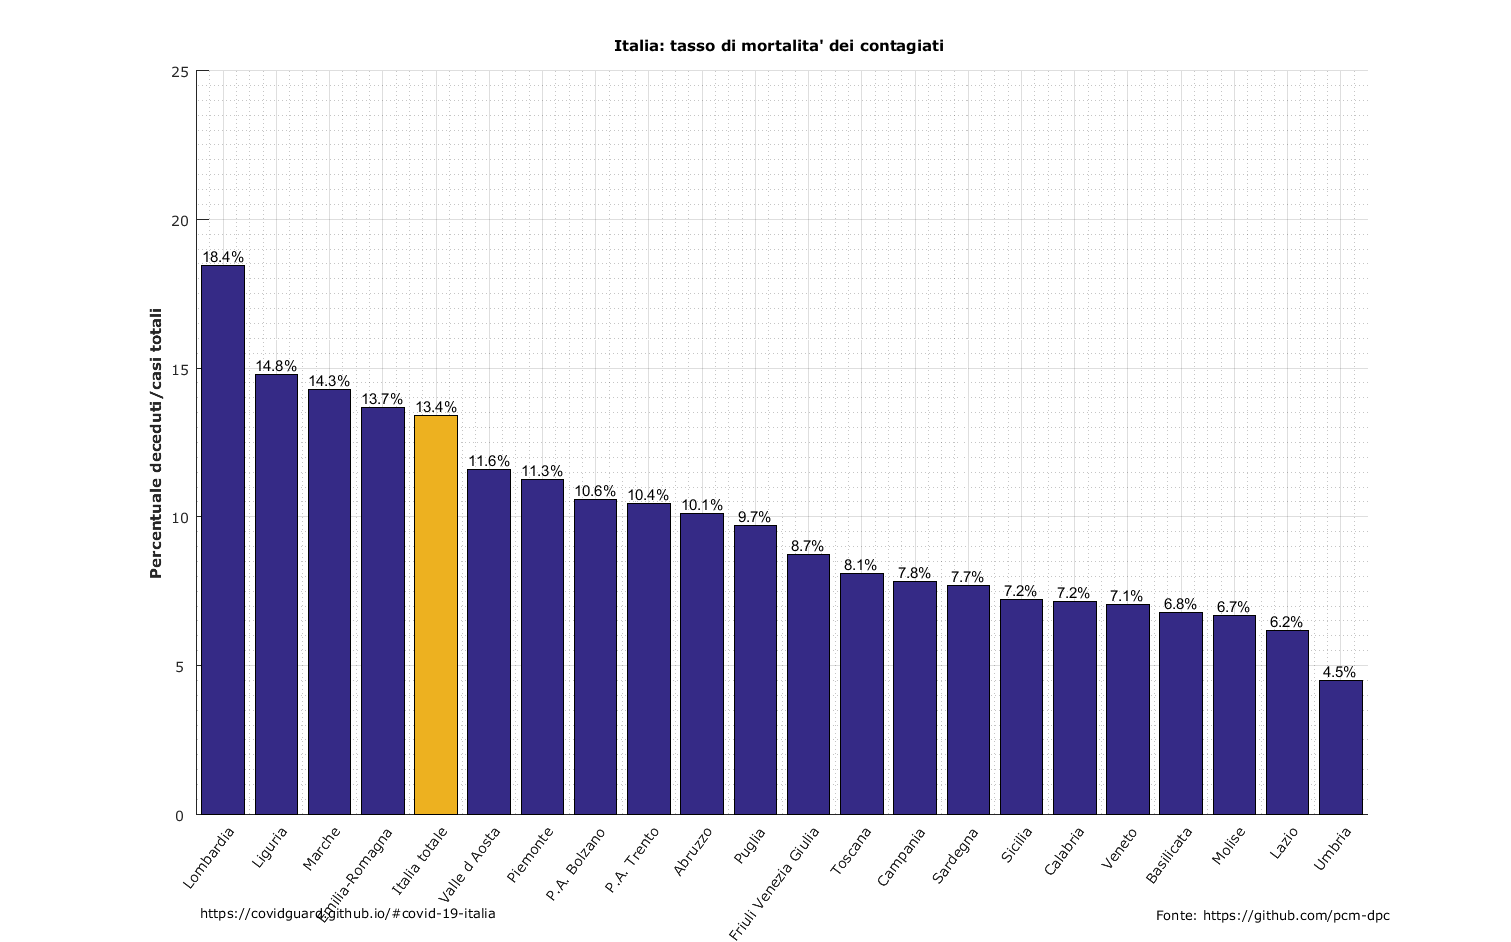 Italia: tasso di mortalita' dei contagiati
Percentuale deceduti/casi totali
25
20
15
10
5
0
18.4%
14.8%
14.3%
13.7%
13.4%
11.6%
11.3%
10.6%
10.4%
10.1%
9.7%
8.7%
8.1%
7.8%
7.7%
7.2%
7.2%
7.1%
6.8%
6.7%
6.2%
4.5%
Lombardia
Liguria
Marche
Emilia-Romagna
Italia totale
Valle d Aosta
Piemonte
P.A. Bolzano
P.A. Trento
Abruzzo
Puglia
Friuli Venezia Giulia
Toscana
Campania
Sardegna
Sicilia
Calabria
Veneto
Basilicata
Molise
Lazio
Umbria
https://covidguard.github.io/#covid-19-italia
Fonte: https://github.com/pcm-dpc